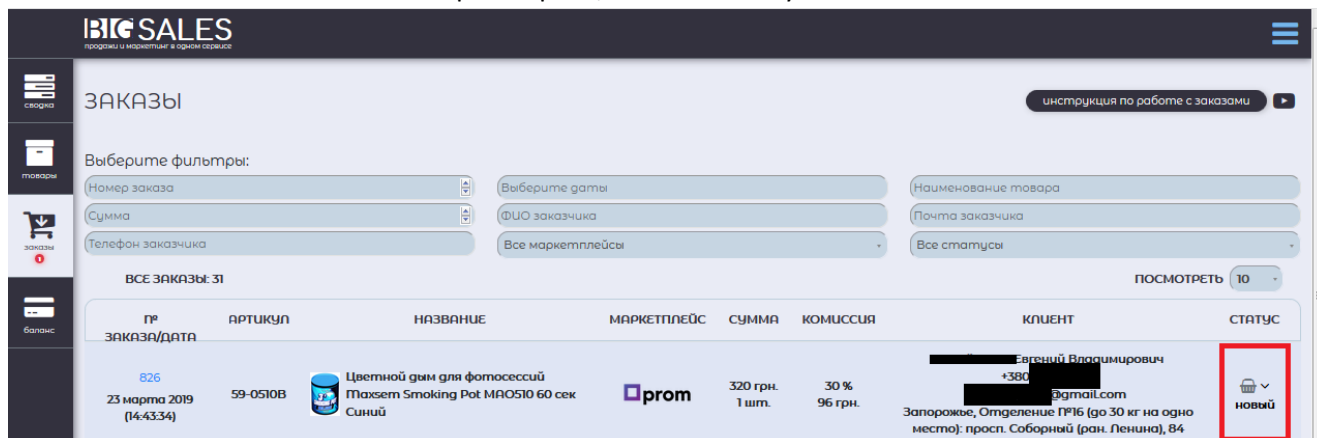 BIG SALES
продажи и маркетинг в одном сервисе
сводка
товары
заказы
1
баланс
ЗАКАЗЫ
инструкция по работе с заказами
Выберите фильтры:
Номер заказа
Выберите даты
Наименование товара
Сумма
ФИО заказчика
Почта заказчика
Телефон заказчика
Все маркетплейсы
Все статусы
ВСЕ ЗАКАЗЫ: 31
ПОСМОТРЕТЬ 10
№ ЗАКАЗА/ДАТА
АРТИКУЛ
НАЗВАНИЕ
МАРКЕТПЛЕЙС
СУММА
КОМИССИЯ
КЛИЕНТ
СТАТУС
826
23 марта 2019
(14:43:34)
59-0510B
Цветной дым для фотосессий
Maxsem Smoking Pot MA0510 60 сек
Синий
prom
320 грн.
1 шт.
30 %
96 грн.
Евгений Владимирович
+380
@gmail.com
Запорожье, Отделение №16 (до 30 кг на одно
место): просп. Соборный (ран. Ленина), 84
новый